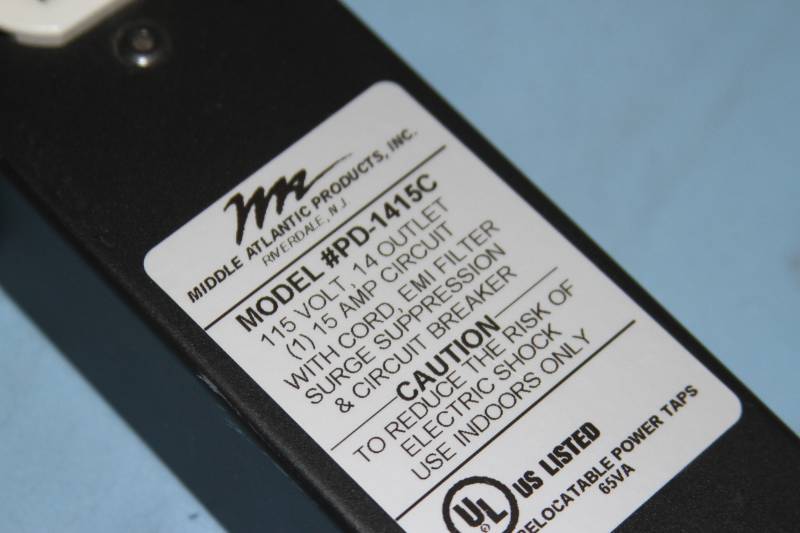 MIDDLE ATLANTIC PRODUCTS, INC.
RIVERDALE, N.J.
MODEL #PD-1415C
115 VOLT, 14 OUTLET
(1) 15 AMP CIRCUIT
WITH CORD, EMI FILTER
SURGE SUPPRESSION
& CIRCUIT BREAKER
CAUTION
TO REDUCE THE RISK OF
ELECTRIC SHOCK
USE INDOORS ONLY
UL US LISTED
RELOCATABLE POWER TAPS
65VA